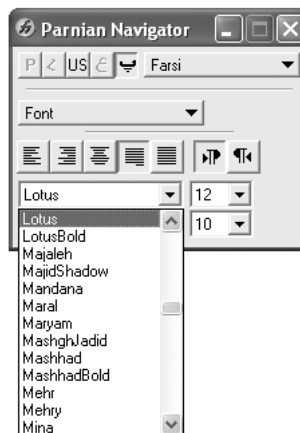 Parnian Navigator
P US Farsi
Font
Lotus 12
Lotus 10
LotusBold
Majaleh
MajidShadow
Mandana
Maral
Maryam
MashghJadid
Mashhad
MashhadBold
Mehr
Mehry
Mina